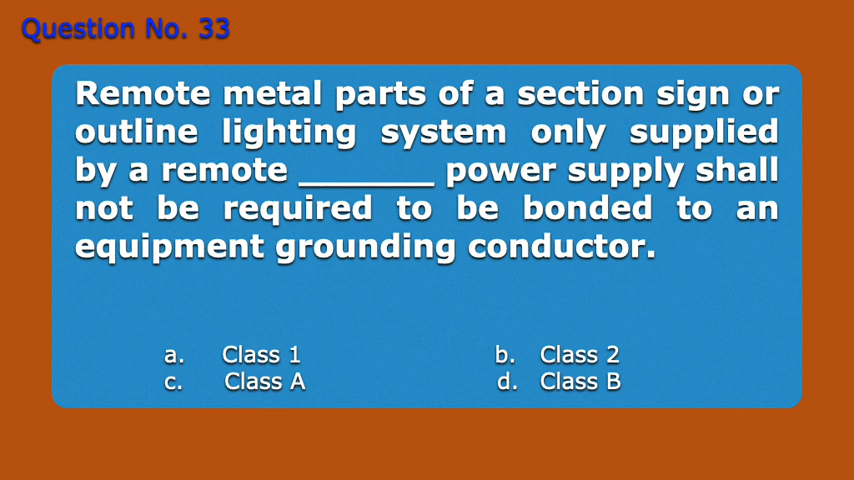 Question No. 33
Remote metal parts of a section sign or
outline lighting system only supplied
by a remote _______ power supply shall
not be required to be bonded to an
equipment grounding conductor.
a. Class 1 b. Class 2
c. Class A d. Class B